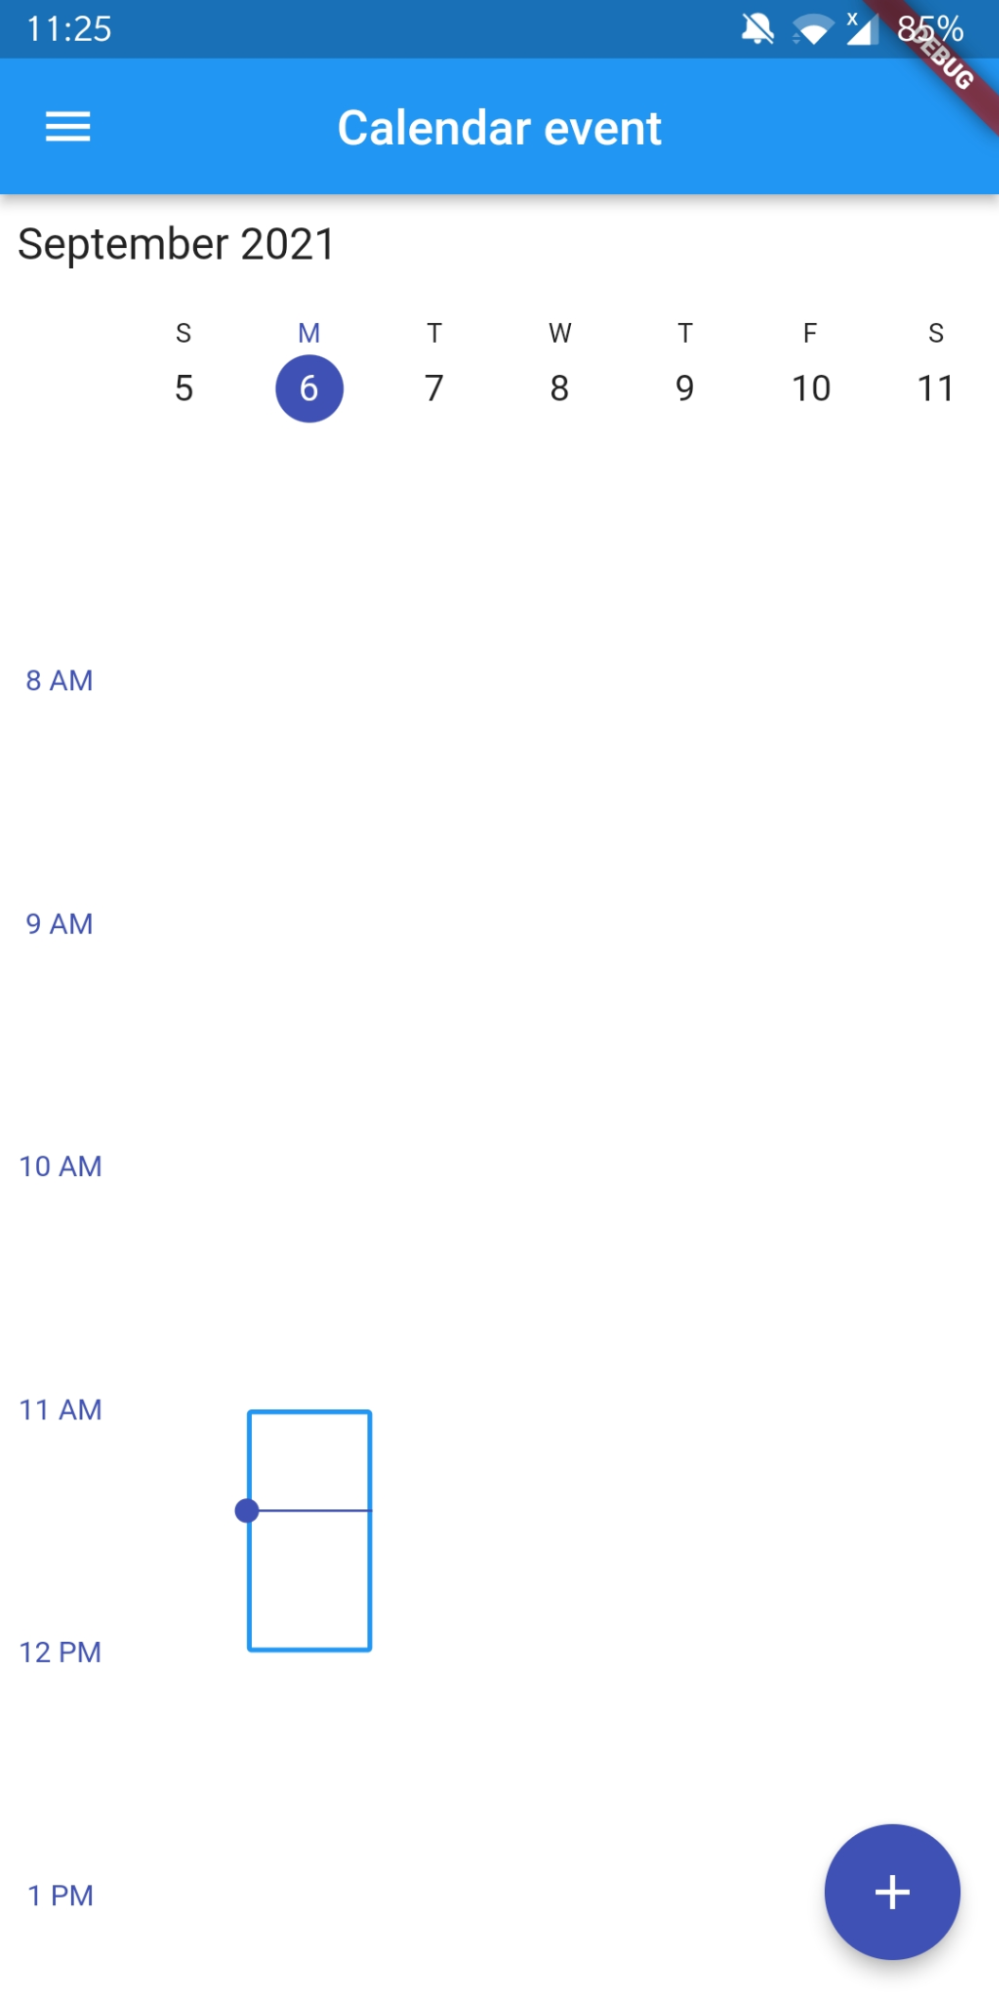 11:25 85%
DEBUG
Calendar event
September 2021
S M T W T F S
5 6 7 8 9 10 11
8 AM
9 AM
10 AM
11 AM
12 PM
1 PM